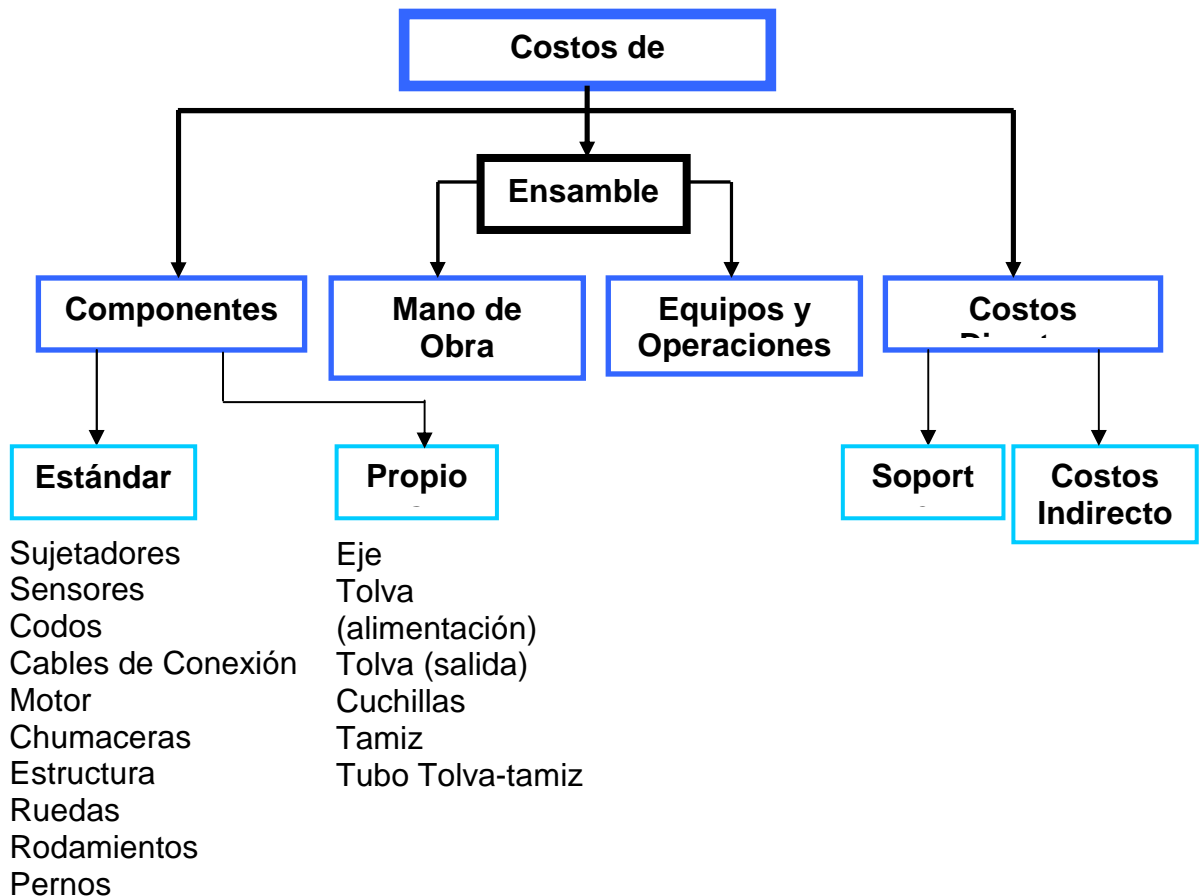 Costos de
Ensamble
Componentes
Mano de
Obra
Equipos y
Operaciones
Costos
Estándar
Propio
Soport
Costos
Indirecto
Sujetadores
Sensores
Codos
Cables de Conexión
Motor
Chumaceras
Estructura
Ruedas
Rodamientos
Pernos
Eje
Tolva
(alimentación)
Tolva (salida)
Cuchillas
Tamiz
Tubo Tolva-tamiz